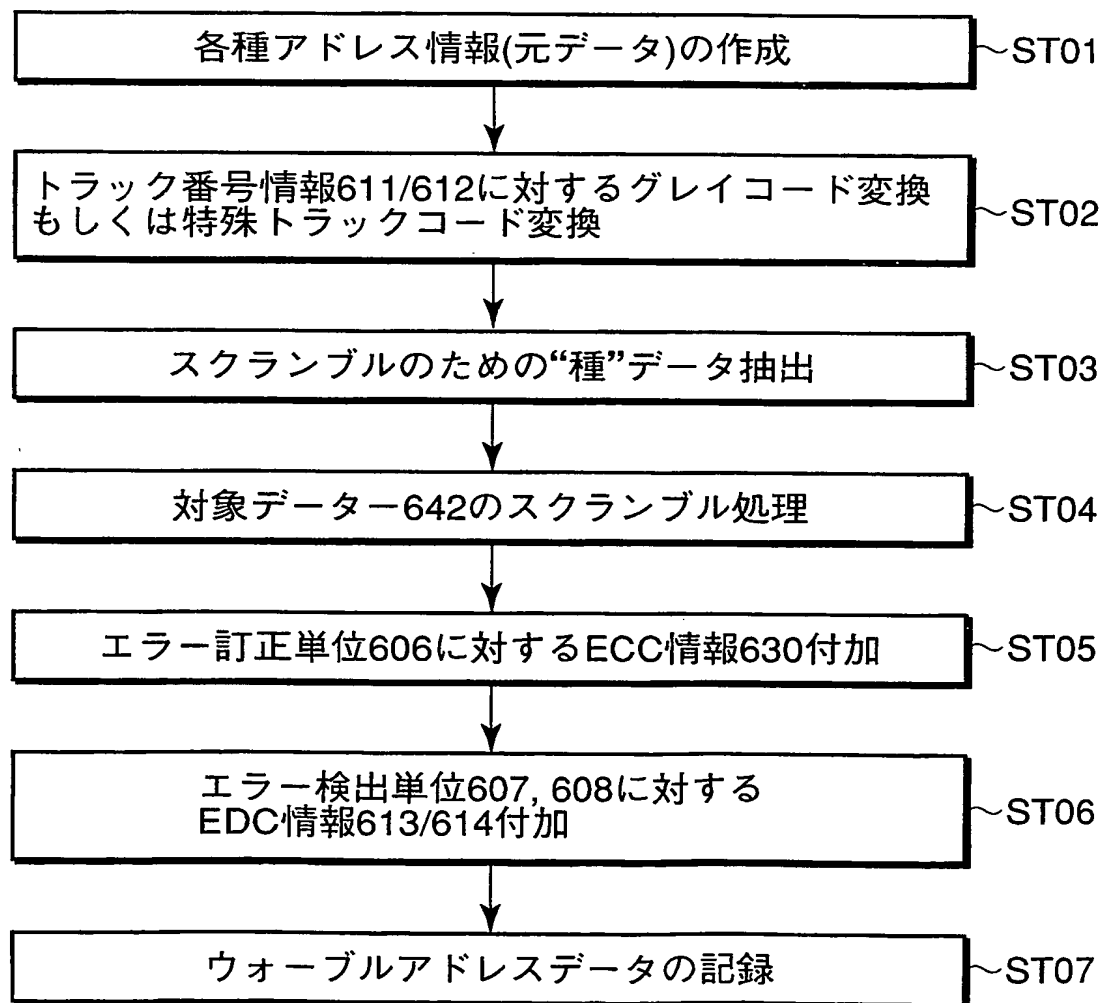 各種アドレス情報(元データ)の作成 ~ST01
トラック番号情報611/612に対するグレイコード変換
もしくは特殊トラックコード変換 ~ST02
スクランブルのための“種”データ抽出 ~ST03
対象データー642のスクランブル処理 ~ST04
エラー訂正単位606に対するECC情報630付加 ~ST05
エラー検出単位607, 608に対する
EDC情報613/614付加 ~ST06
ウォーブルアドレスデータの記録 ~ST07